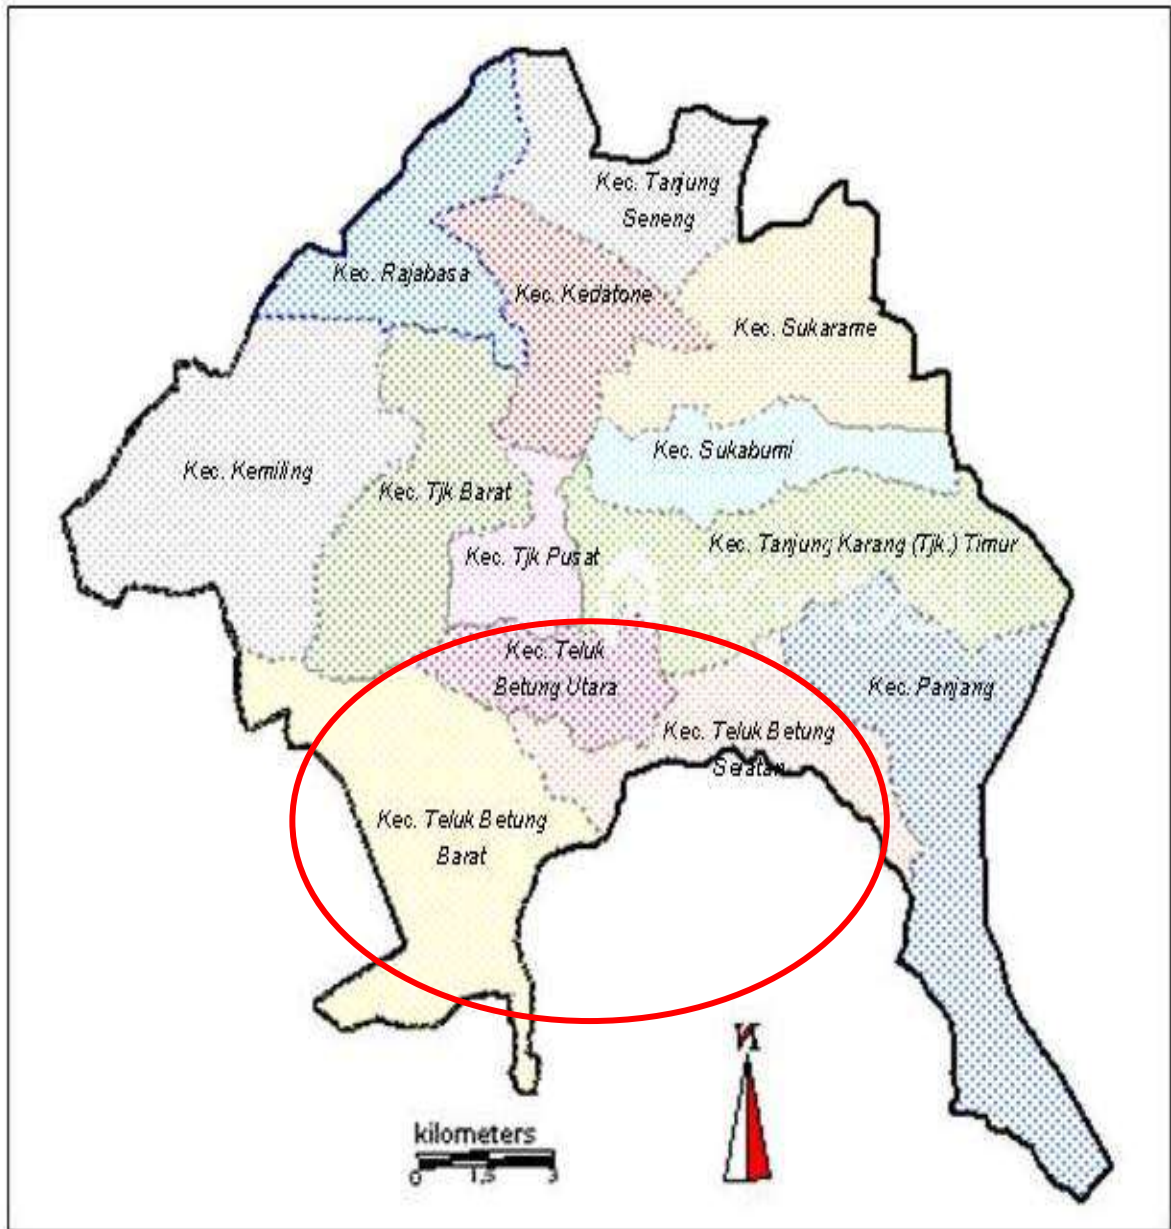 Kec. Tanjung
Seneng
Kec. Rajabasa
Kec. Kedatone
Kec. Sukarame
Kec. Sukabumi
Kec. Kemiling
Kec. Tjk Barat
Kec. Tjk Pusat
Kec. Tanjung Karang (Tjk.) Timur
Kec. Teluk
Betung Utara
Kec. Panjang
Kec. Teluk Betung
Selatan
Kec. Teluk Betung
Barat
N
kilometers
0 1,5 3